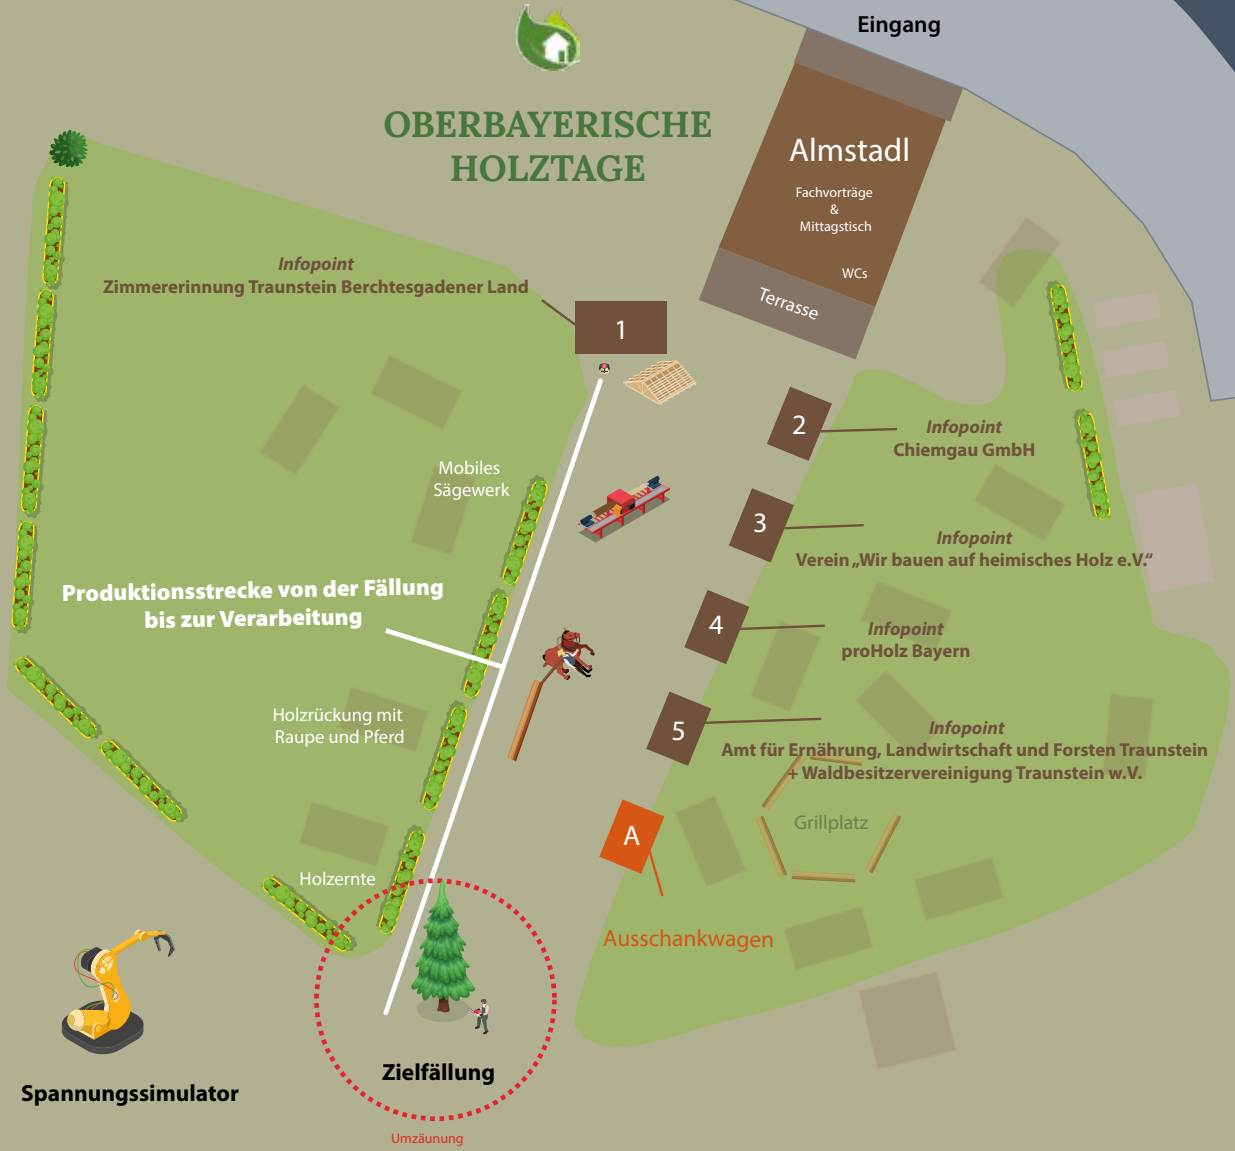 Eingang
OBERBAYERISCHE
HOLZTAGE
Almstadl
Fachvorträge
&
Mittagstisch
WCs
Terrasse
Infopoint
Zimmererinnung Traunstein Berchtesgadener Land
1
2
Infopoint
Chiemgau GmbH
Mobiles
Sägewerk
3
Infopoint
Verein „Wir bauen auf heimisches Holz e.V.“
Produktionsstrecke von der Fällung
bis zur Verarbeitung
4
Infopoint
proHolz Bayern
Holzrückung mit
Raupe und Pferd
5
Infopoint
Amt für Ernährung, Landwirtschaft und Forsten Traunstein
+ Waldbesitzervereinigung Traunstein w.V.
Grillplatz
A
Ausschankwagen
Holzernte
Zielfällung
Spannungssimulator
Umzäunung